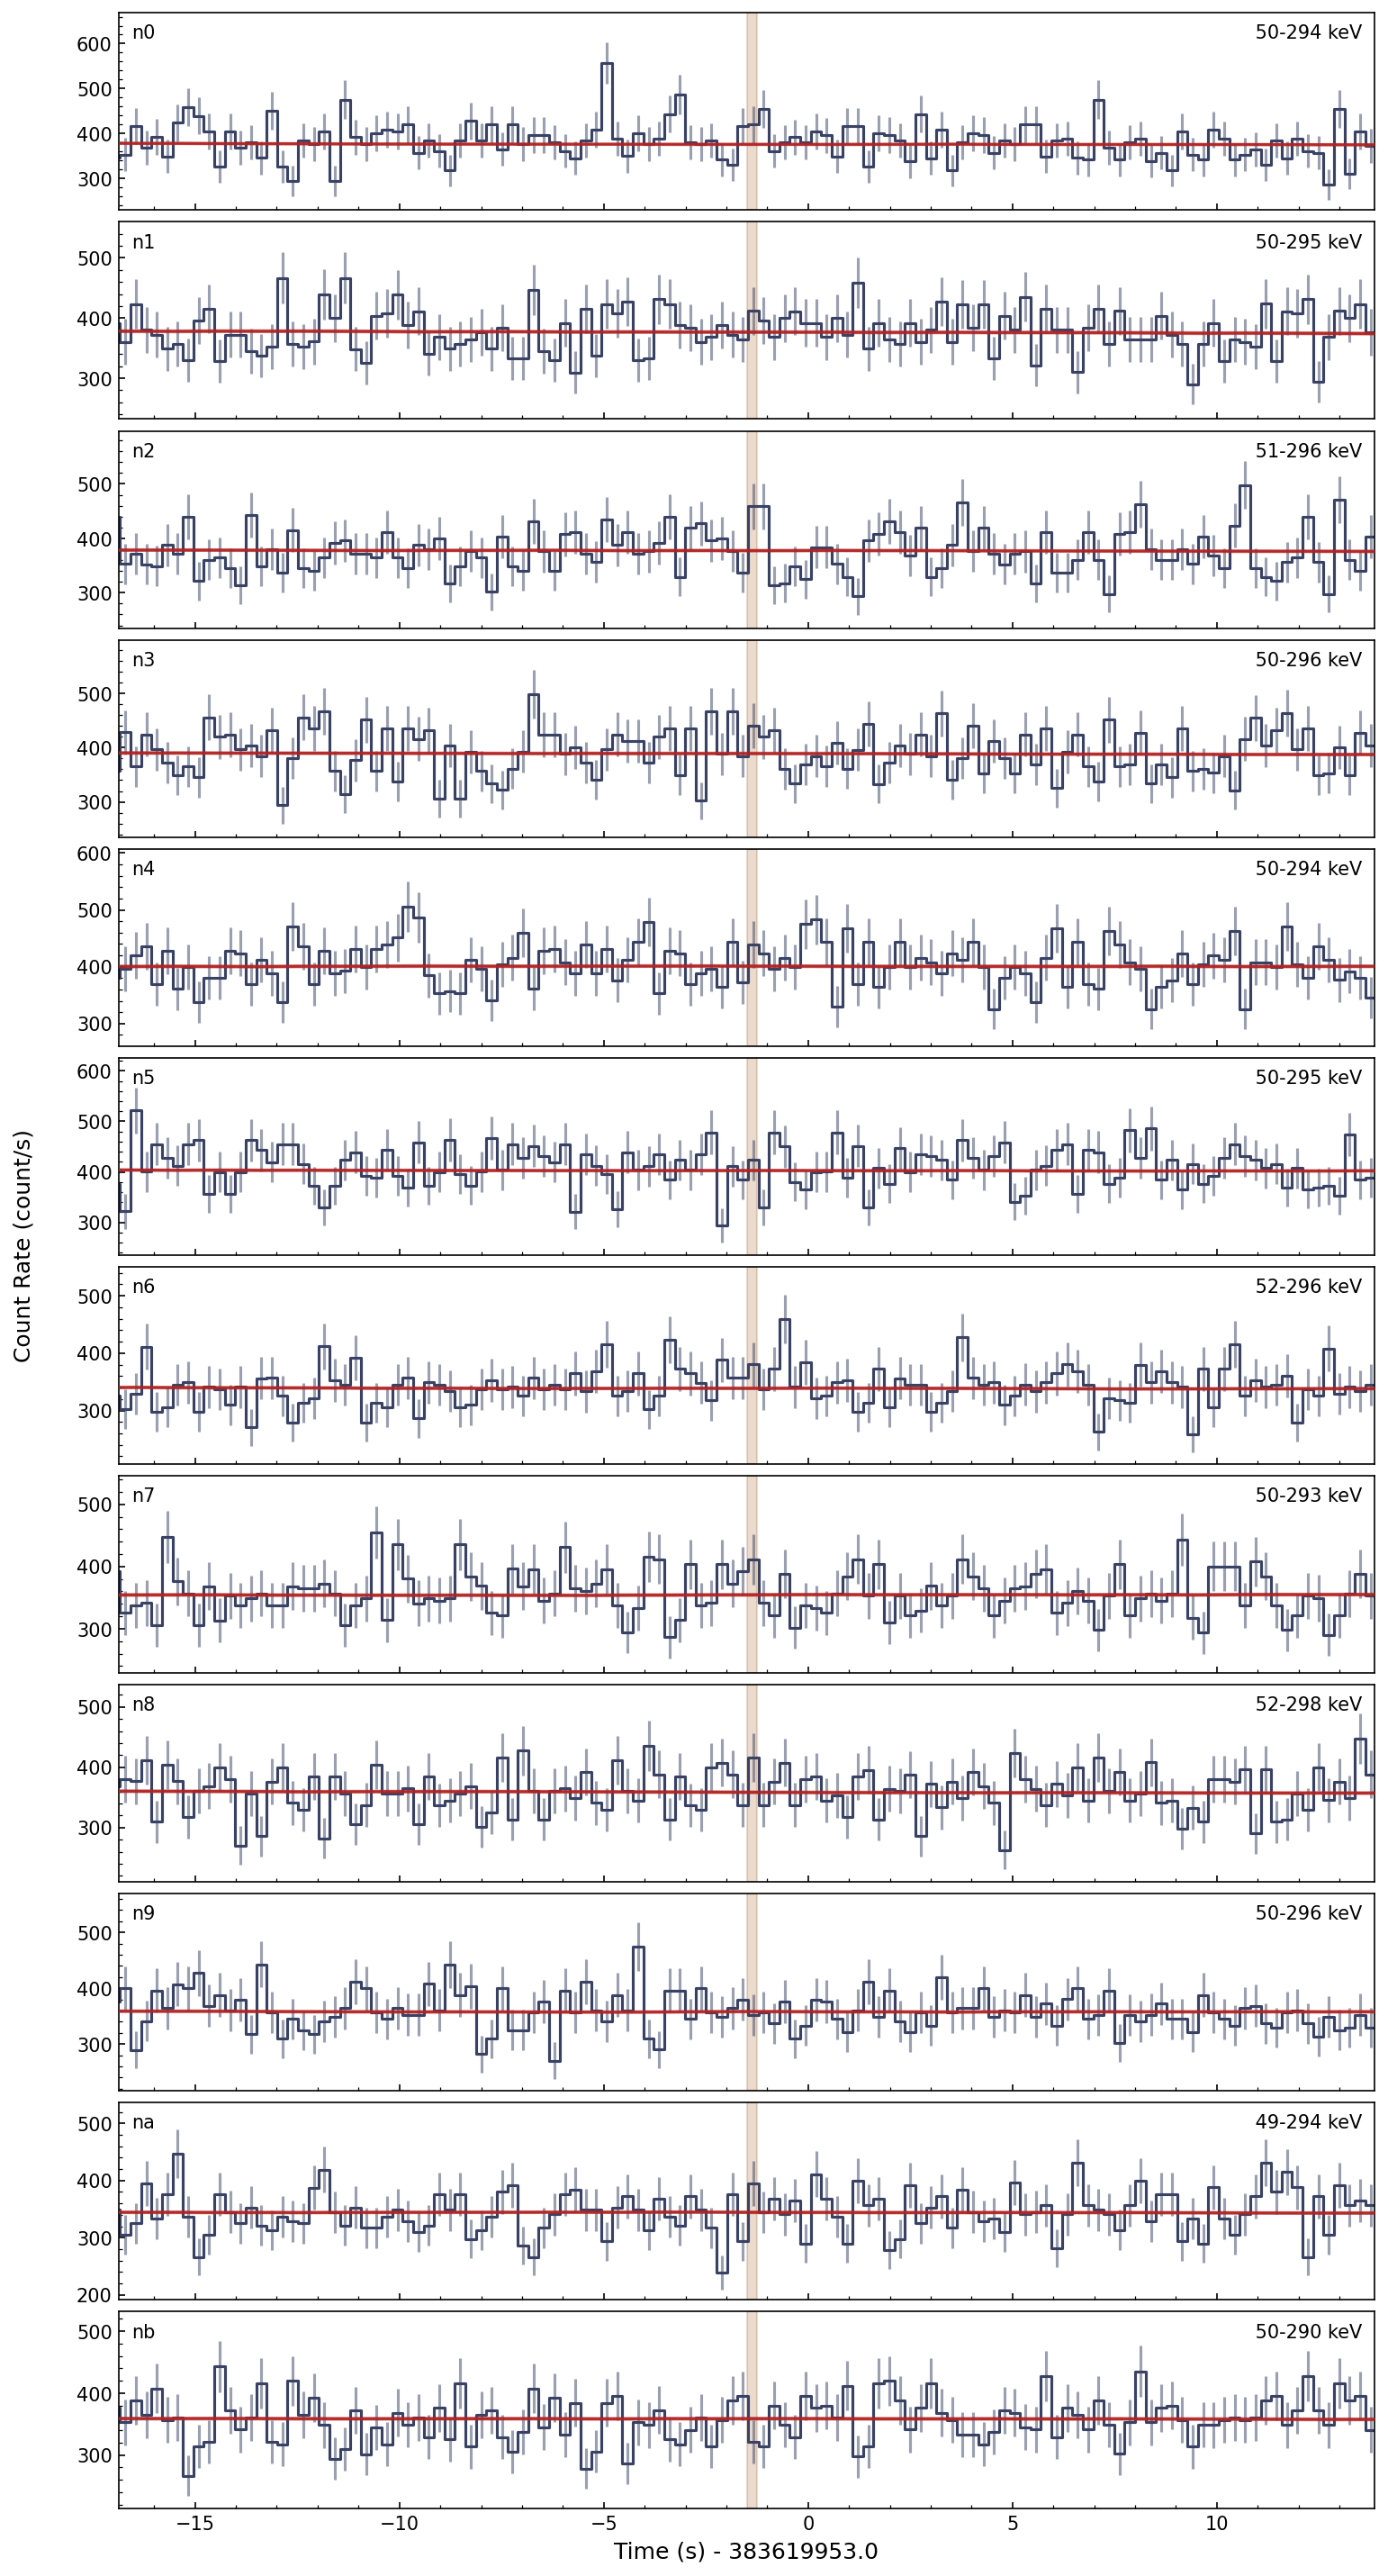 n0 50-294 keV
600
500
400
300
n1 50-295 keV
500
400
300
n2 51-296 keV
500
400
300
n3 50-296 keV
500
400
300
600
n4 50-294 keV
500
400
300
n5 50-295 keV
600
500
400
300
n6 52-296 keV
500
400
300
n7 50-293 keV
500
400
300
n8 52-298 keV
500
400
300
n9 50-296 keV
500
400
300
na 49-294 keV
500
400
300
200
nb 50-290 keV
500
400
300
−15 −10 −5 0 5 10
Time (s) - 383619953.0
Count Rate (count/s)